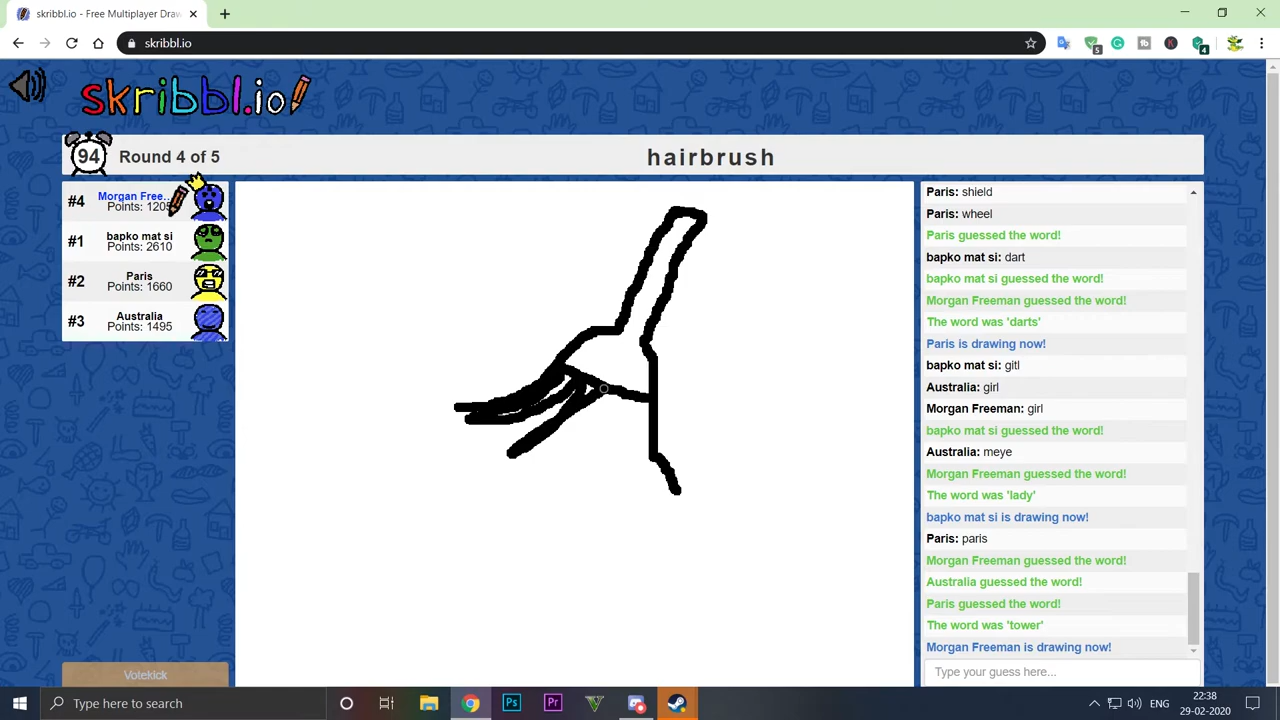 skribbl.io - Free Multiplayer Draw
skribbl.io
5
4
skribbl.io
94
Round 4 of 5
hairbrush
#4
Morgan Free...
Points: 1205
#1
bapko mat si
Points: 2610
#2
Paris
Points: 1660
#3
Australia
Points: 1495
Votekick
Paris: shield
Paris: wheel
Paris guessed the word!
bapko mat si: dart
bapko mat si guessed the word!
Morgan Freeman guessed the word!
The word was 'darts'
Paris is drawing now!
bapko mat si: gitl
Australia: girl
Morgan Freeman: girl
bapko mat si guessed the word!
Australia: meye
Morgan Freeman guessed the word!
The word was 'lady'
bapko mat si is drawing now!
Paris: paris
Morgan Freeman guessed the word!
Australia guessed the word!
Paris guessed the word!
The word was 'tower'
Morgan Freeman is drawing now!
Type your guess here...
Type here to search
Ps
Pr
V
ENG
22:38
29-02-2020